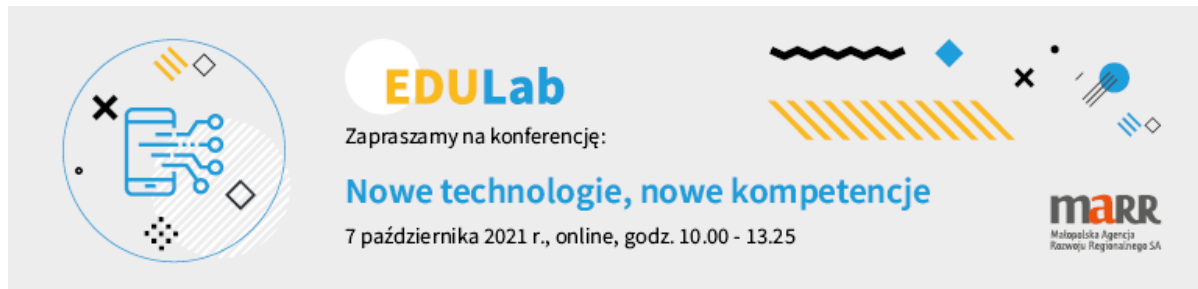 EDULab
Zapraszamy na konferencję:
Nowe technologie, nowe kompetencje
7 października 2021 r., online, godz. 10.00 - 13.25
maRR
Małopolska Agencja
Rozwoju Regionalnego SA